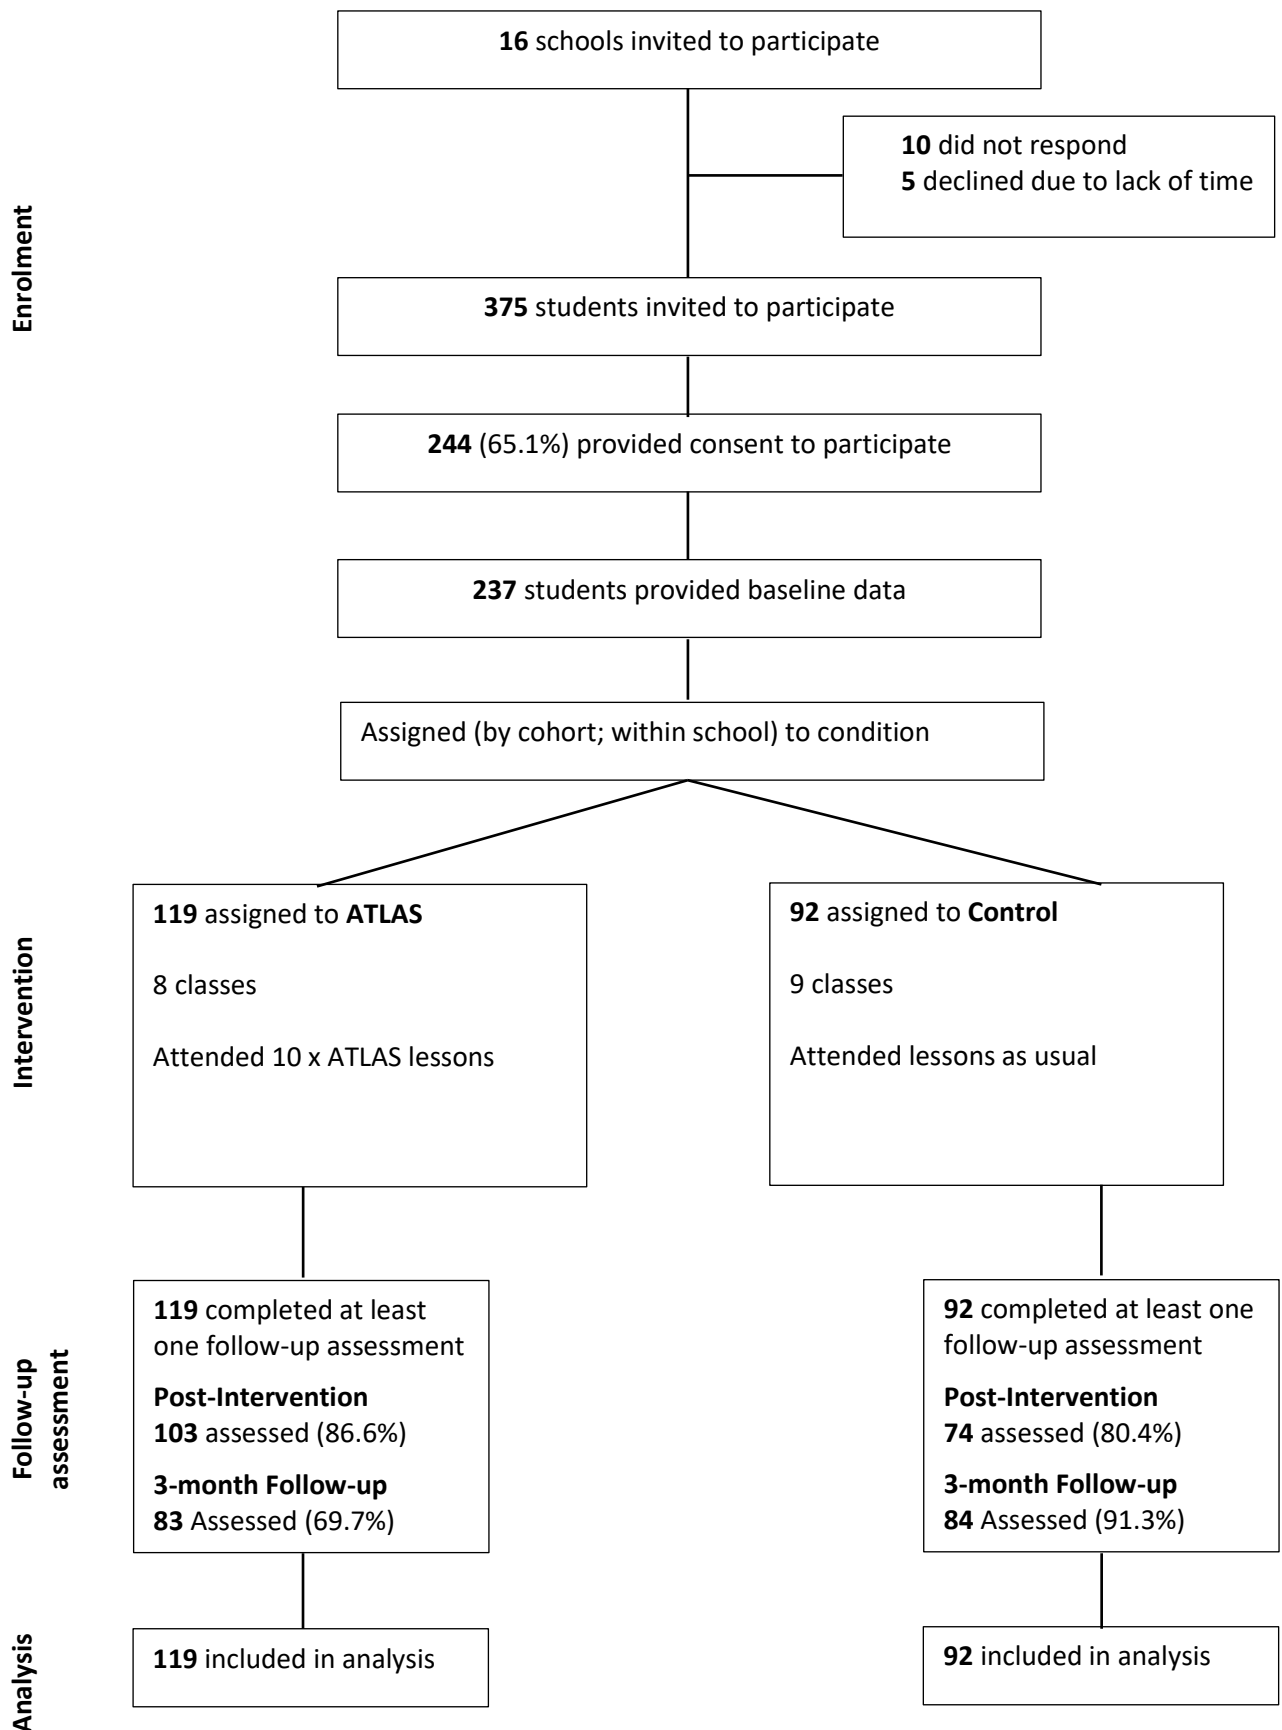 16 schools invited to participate
10 did not respond
5 declined due to lack of time
Enrolment
375 students invited to participate
244 (65.1%) provided consent to participate
237 students provided baseline data
Assigned (by cohort; within school) to condition
Intervention
119 assigned to ATLAS
8 classes
Attended 10 x ATLAS lessons
92 assigned to Control
9 classes
Attended lessons as usual
Follow-up
assessment
119 completed at least
one follow-up assessment
Post-Intervention
103 assessed (86.6%)
3-month Follow-up
83 Assessed (69.7%)
92 completed at least one
follow-up assessment
Post-Intervention
74 assessed (80.4%)
3-month Follow-up
84 Assessed (91.3%)
Analysis
119 included in analysis
92 included in analysis